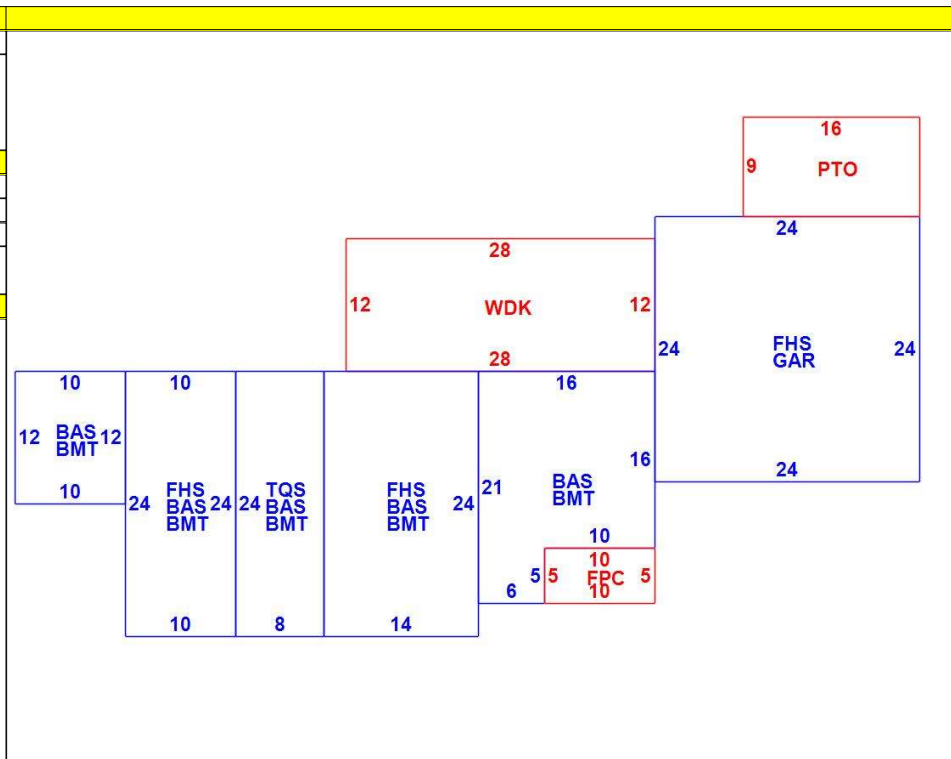 16
9 PTO
24
28
12 WDK 12
28
24 FHS 24
GAR
24
10
12 BAS 12
BMT
10
10
24 FHS 24
BAS
BMT
10
24 TQS
BAS
BMT
8
FHS 24
BAS
BMT
14
16
21 BAS 16
BMT
10
5
6
10
5 FPC 5
10